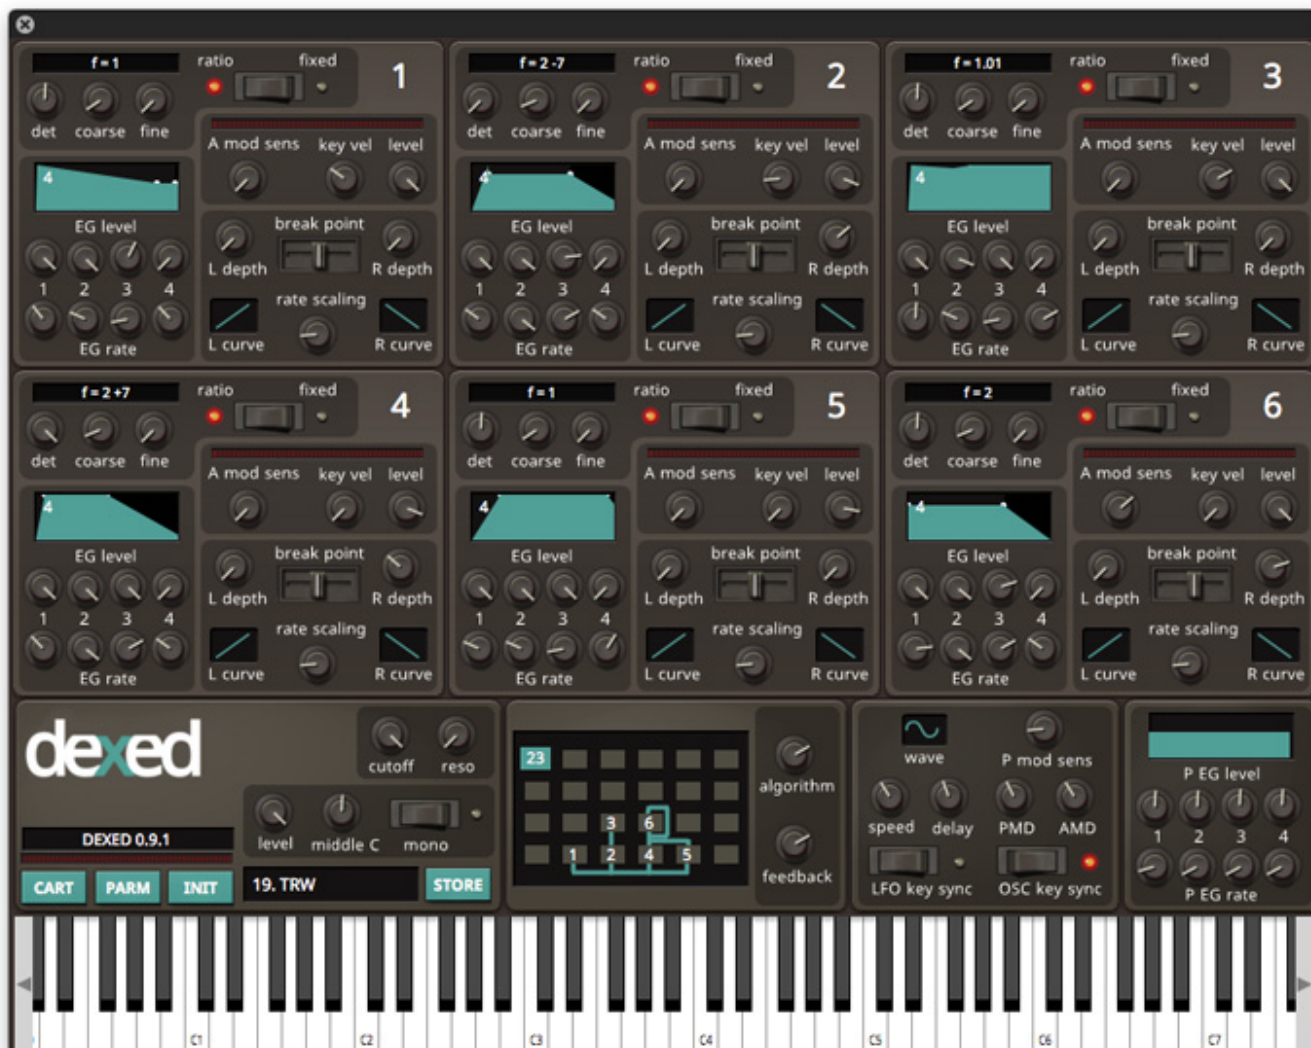 f = 1 ratio fixed 1
det coarse fine
A mod sens key vel level
4
EG level
1 2 3 4
EG rate
break point
L depth R depth
rate scaling
L curve R curve
f = 2 -7 ratio fixed 2
det coarse fine
A mod sens key vel level
4
EG level
1 2 3 4
EG rate
break point
L depth R depth
rate scaling
L curve R curve
f = 1.01 ratio fixed 3
det coarse fine
A mod sens key vel level
4
EG level
1 2 3 4
EG rate
break point
L depth R depth
rate scaling
L curve R curve
f = 2 +7 ratio fixed 4
det coarse fine
A mod sens key vel level
4
EG level
1 2 3 4
EG rate
break point
L depth R depth
rate scaling
L curve R curve
f = 1 ratio fixed 5
det coarse fine
A mod sens key vel level
4
EG level
1 2 3 4
EG rate
break point
L depth R depth
rate scaling
L curve R curve
f = 2 ratio fixed 6
det coarse fine
A mod sens key vel level
4
EG level
1 2 3 4
EG rate
break point
L depth R depth
rate scaling
L curve R curve
dexed
cutoff reso
level middle C mono
DEXED 0.9.1
CART PARM INIT
19. TRW STORE
23
3 6
1 2 4 5
algorithm
feedback
wave P mod sens
speed delay PMD AMD
LFO key sync OSC key sync
P EG level
1 2 3 4
P EG rate
C1 C2 C3 C4 C5 C6 C7